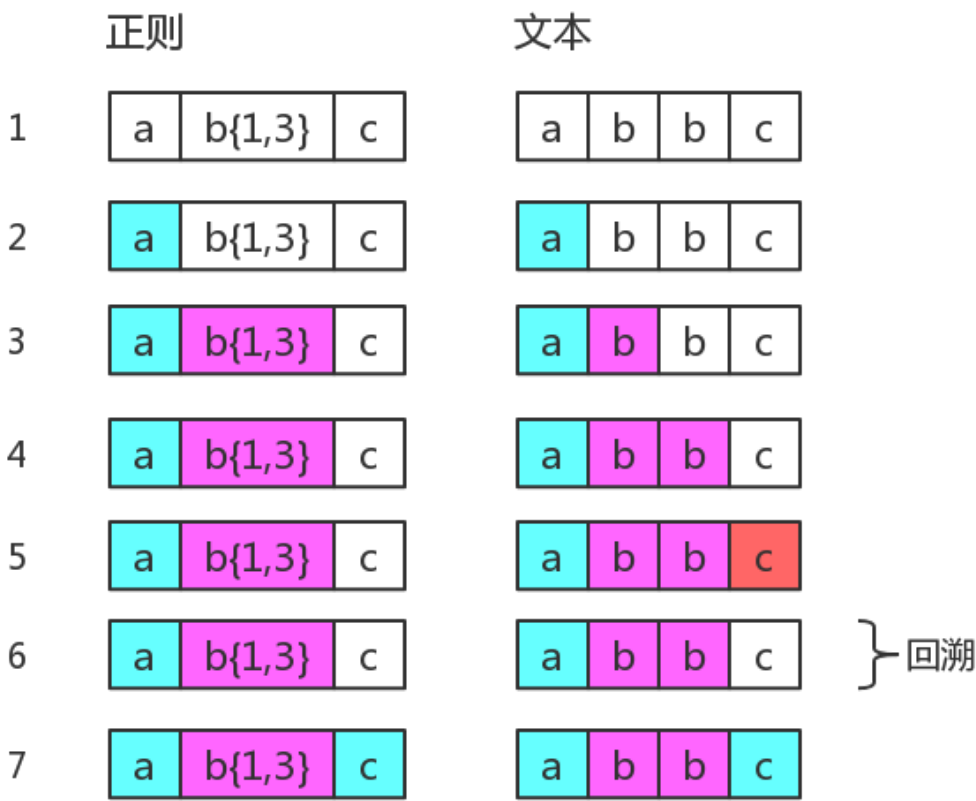 正则 文本
1 a b{1,3} c a b b c
2 a b{1,3} c a b b c
3 a b{1,3} c a b b c
4 a b{1,3} c a b b c
5 a b{1,3} c a b b c
6 a b{1,3} c a b b c 回溯
7 a b{1,3} c a b b c